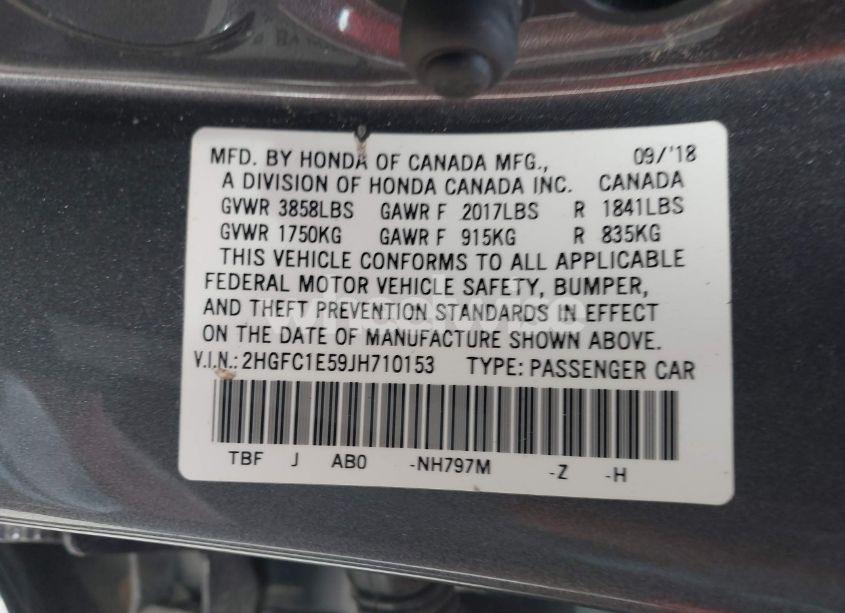 MFD. BY HONDA OF CANADA MFG., 09/'18
A DIVISION OF HONDA CANADA INC. CANADA
GVWR 3858LBS GAWR F 2017LBS R 1841LBS
GVWR 1750KG GAWR F 915KG R 835KG
THIS VEHICLE CONFORMS TO ALL APPLICABLE
FEDERAL MOTOR VEHICLE SAFETY, BUMPER,
AND THEFT PREVENTION STANDARDS IN EFFECT
ON THE DATE OF MANUFACTURE SHOWN ABOVE.
V.I.N.: 2HGFC1E59JH710153 TYPE: PASSENGER CAR
TBF J AB0 -NH797M -Z -H